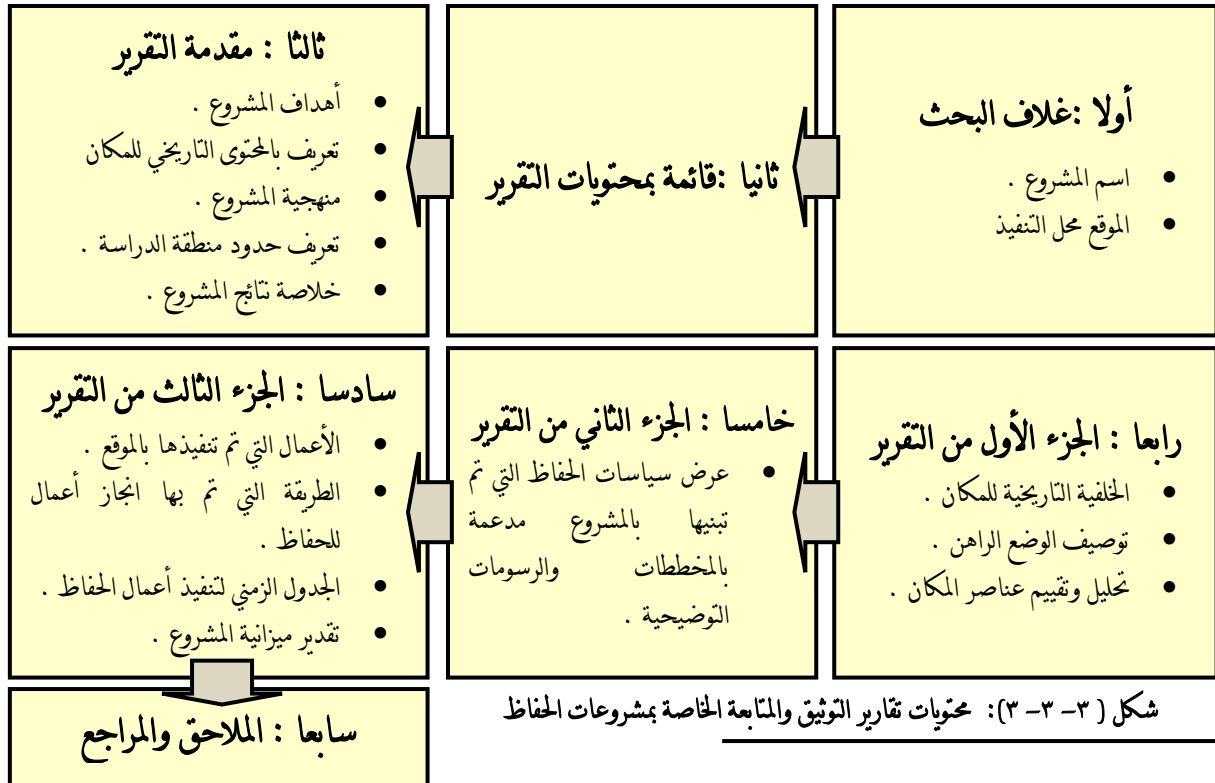 أولا :غلاف البحث
• اسم المشروع .
• الموقع محل التنفيذ
ثانيا :قائمة بمحتويات التقرير
ثالثا : مقدمة التقرير
• أهداف المشروع .
• تعريف بالمحتوى التاريخي للمكان
• منهجية المشروع .
• تعريف حدود منطقة الدراسة .
• خلاصة نتائج المشروع .
رابعا : الجزء الأول من التقرير
• الخلفية التاريخية للمكان .
• توصيف الوضع الراهن .
• تحليل وتقييم عناصر المكان .
خامسا : الجزء الثاني من التقرير
• عرض سياسات الحفاظ التي تم
تبنيها بالمشروع مدعمة
بالمخططات والرسومات
التوضيحية .
سادسا : الجزء الثالث من التقرير
• الأعمال التي تم تنفيذها بالموقع .
• الطريقة التي تم بها انجاز أعمال
للحفاظ .
• الجدول الزمني لتنفيذ أعمال الحفاظ .
• تقدير ميزانية المشروع .
سابعا : الملاحق والمراجع
شكل ( ٣– ٣– ٣): محتويات تقارير التوثيق والمتابعة الخاصة بمشروعات الحفاظ